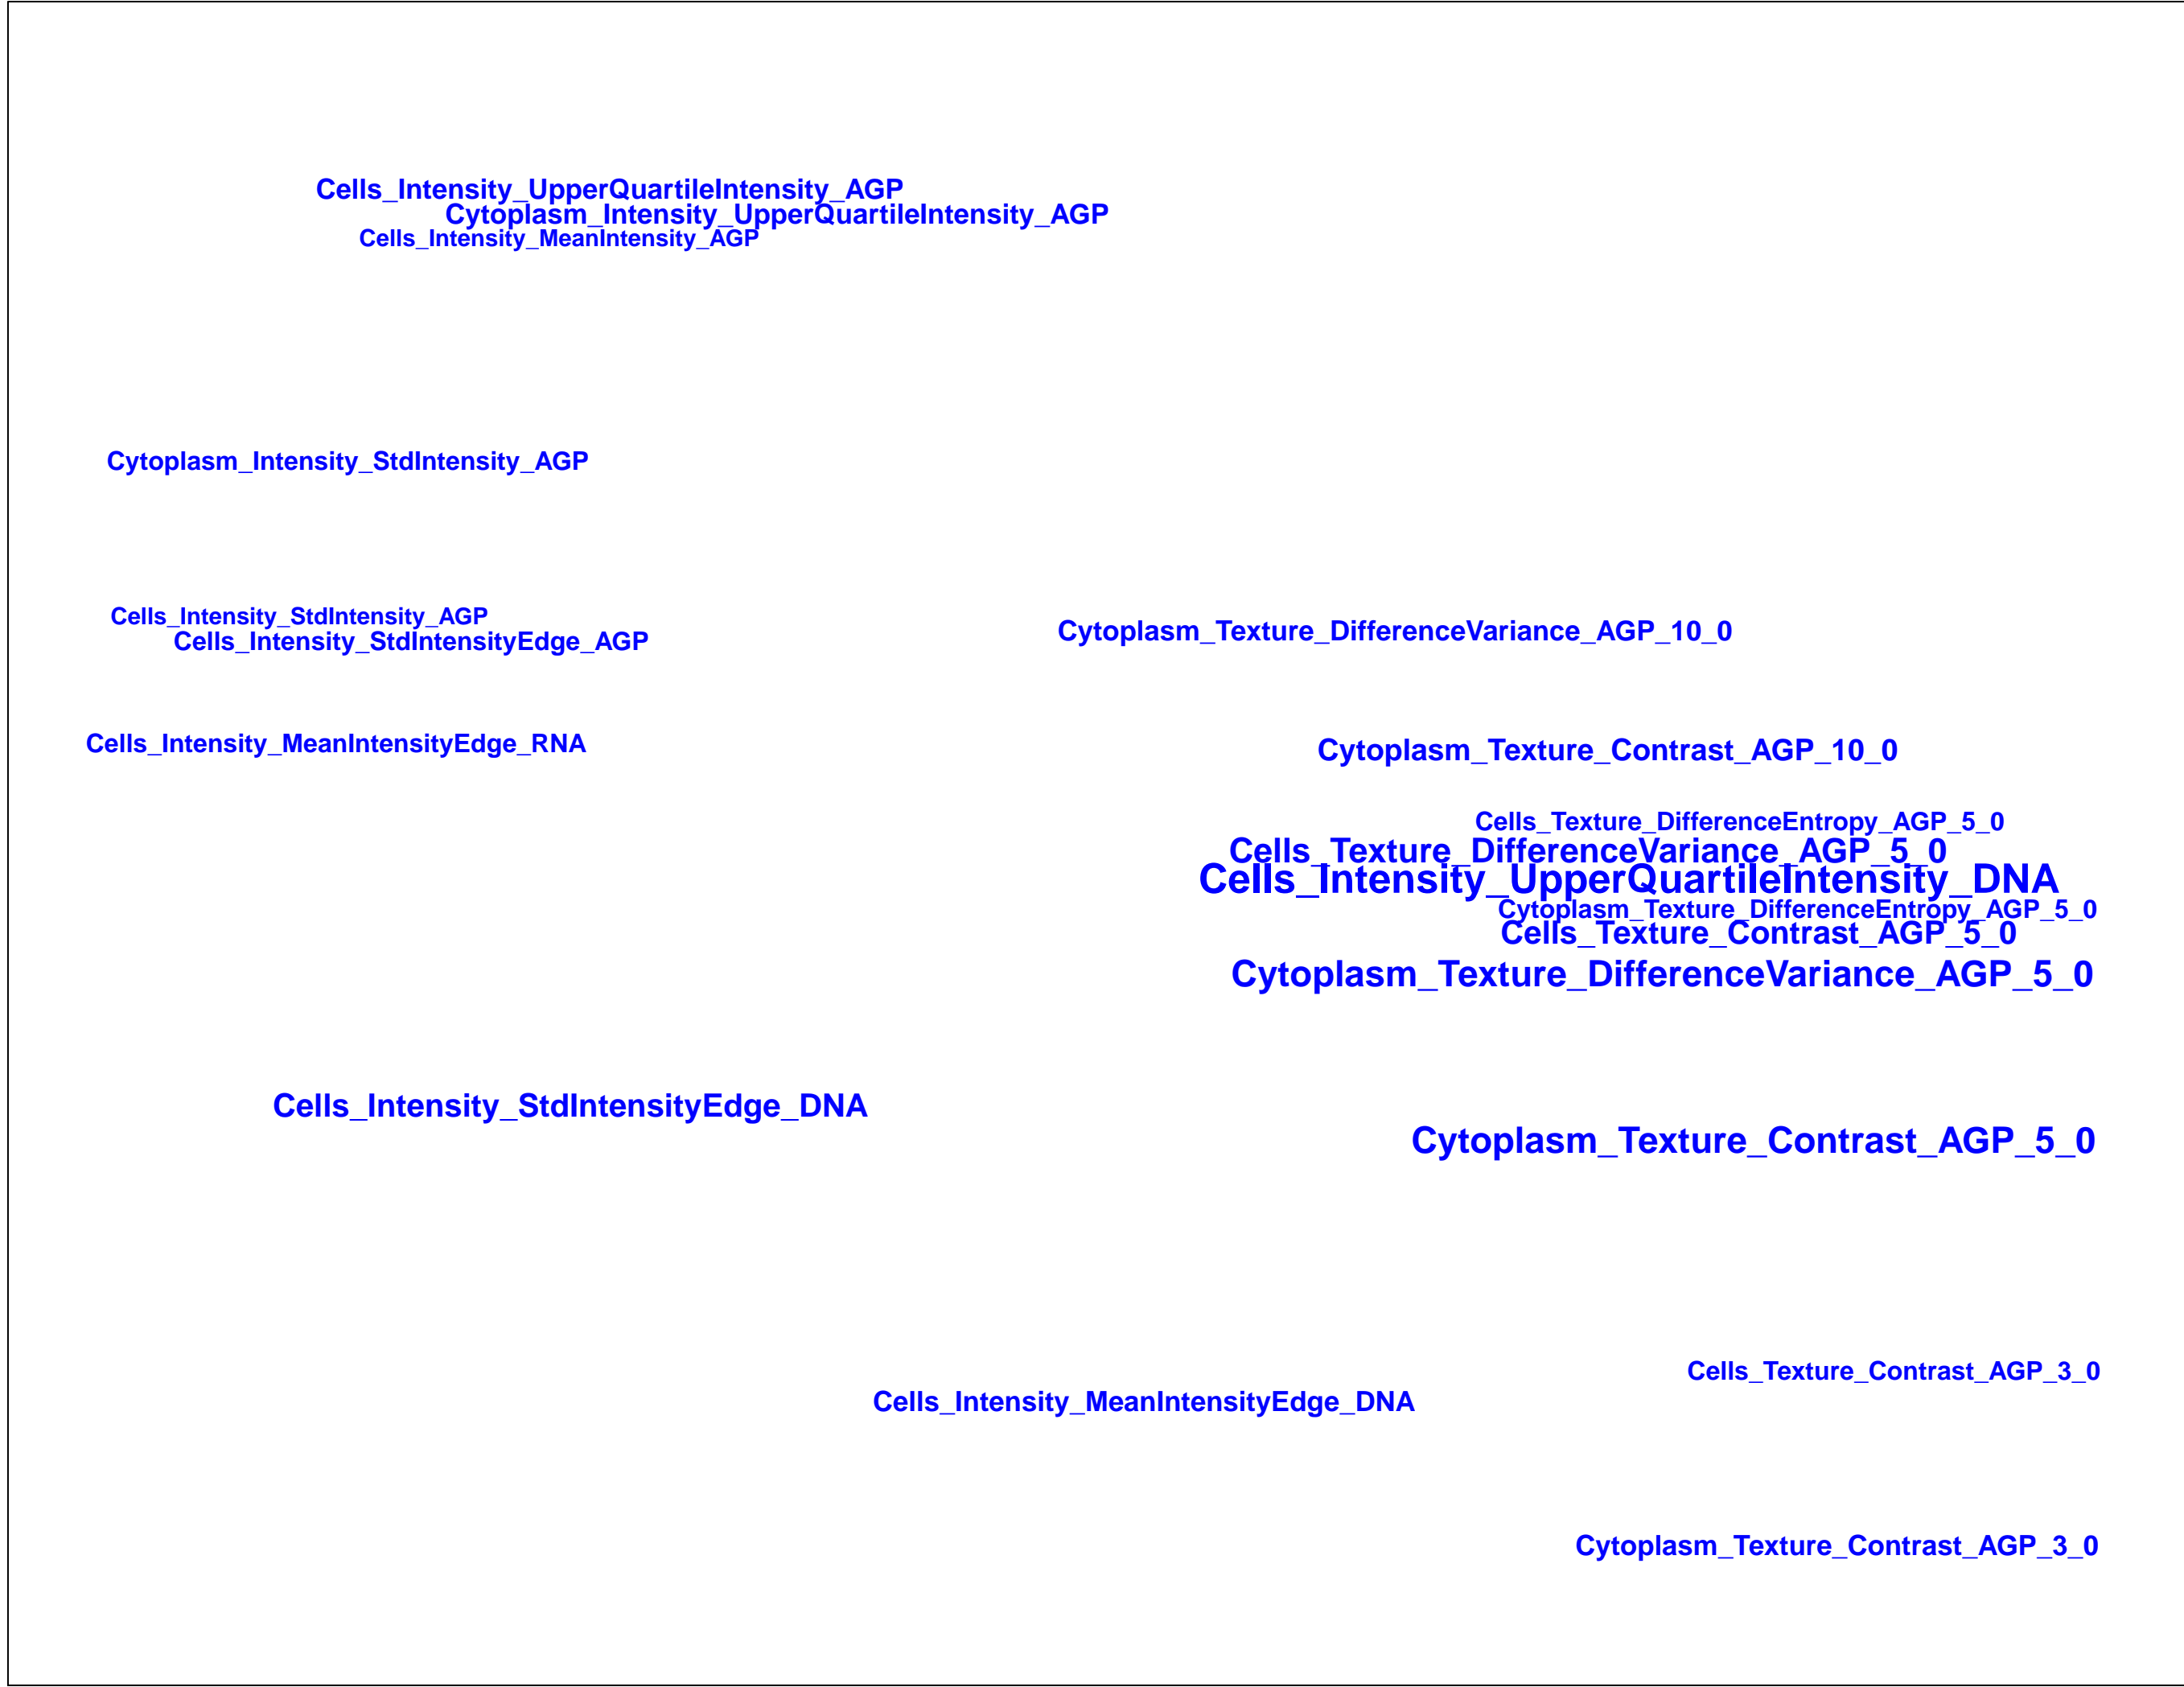 Cells_Intensity_UpperQuartileIntensity_AGP
Cytoplasm_Intensity_UpperQuartileIntensity_AGP
Cells_Intensity_MeanIntensity_AGP
Cytoplasm_Intensity_StdIntensity_AGP
Cells_Intensity_StdIntensity_AGP
Cytoplasm_Texture_DifferenceVariance_AGP_10_0
Cells_Intensity_StdIntensityEdge_AGP
Cells_Intensity_MeanIntensityEdge_RNA
Cytoplasm_Texture_Contrast_AGP_10_0
Cells_Texture_DifferenceEntropy_AGP_5_0
Cells_Texture_DifferenceVariance_AGP_5_0
Cells_Intensity_UpperQuartileIntensity_DNA
Cytoplasm_Texture_DifferenceEntropy_AGP_5_0
Cells_Texture_Contrast_AGP_5_0
Cytoplasm_Texture_DifferenceVariance_AGP_5_0
Cells_Intensity_StdIntensityEdge_DNA
Cytoplasm_Texture_Contrast_AGP_5_0
Cells_Texture_Contrast_AGP_3_0
Cells_Intensity_MeanIntensityEdge_DNA
Cytoplasm_Texture_Contrast_AGP_3_0